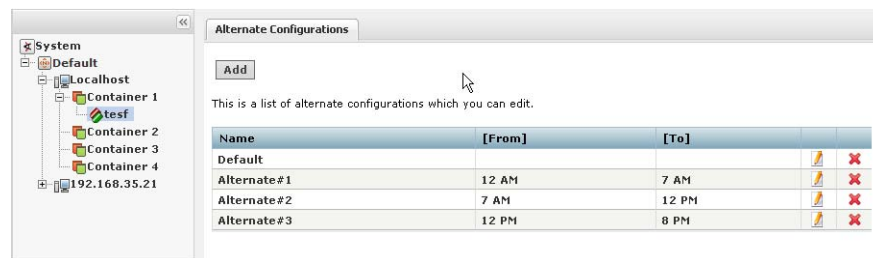 System
Default
Localhost
Container 1
tesf
Container 2
Container 3
Container 4
192.168.35.21
Alternate Configurations
Add
This is a list of alternate configurations which you can edit.
Name [From] [To]
Default
Alternate#1 12 AM 7 AM
Alternate#2 7 AM 12 PM
Alternate#3 12 PM 8 PM